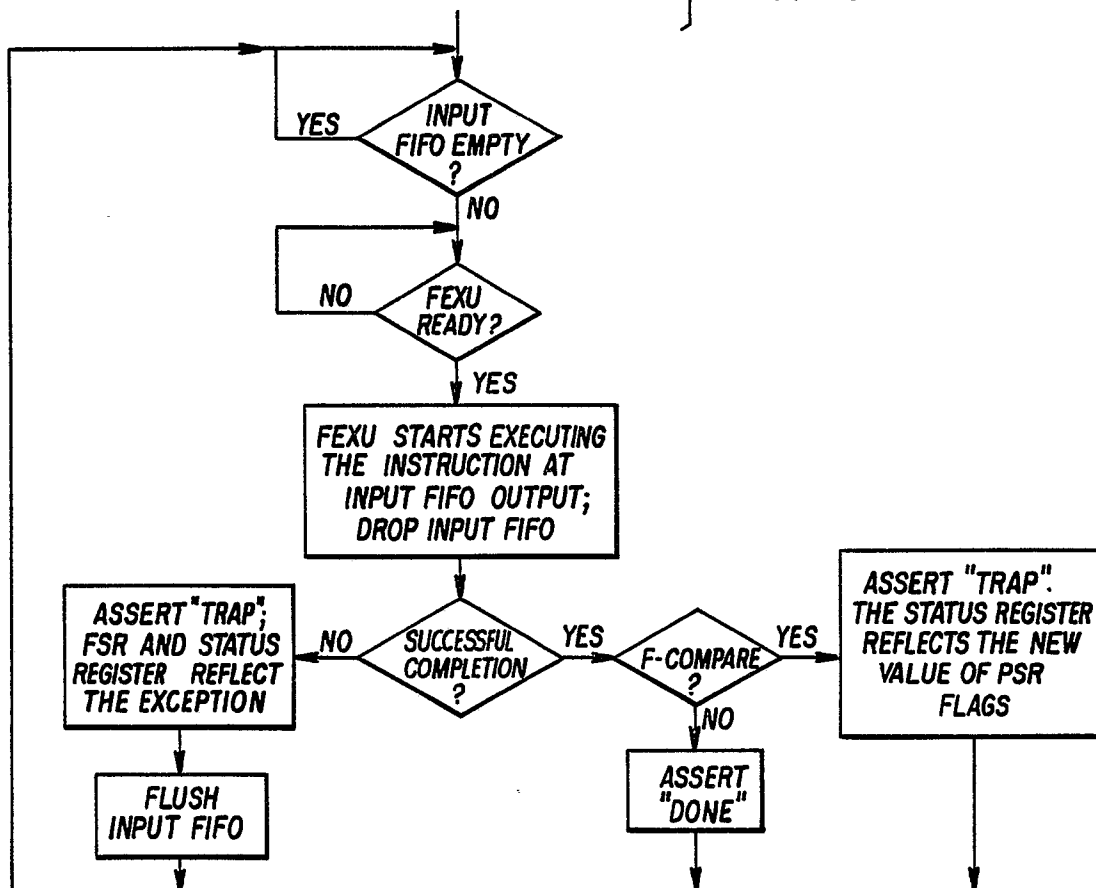 INPUT
FIFO EMPTY
?
YES
NO
FEXU
READY?
NO
YES
FEXU STARTS EXECUTING
THE INSTRUCTION AT
INPUT FIFO OUTPUT;
DROP INPUT FIFO
ASSERT "TRAP";
FSR AND STATUS
REGISTER REFLECT
THE EXCEPTION
NO
SUCCESSFUL
COMPLETION
?
YES
F-COMPARE
?
YES
ASSERT "TRAP".
THE STATUS REGISTER
REFLECTS THE NEW
VALUE OF PSR
FLAGS
NO
FLUSH
INPUT FIFO
ASSERT
"DONE"